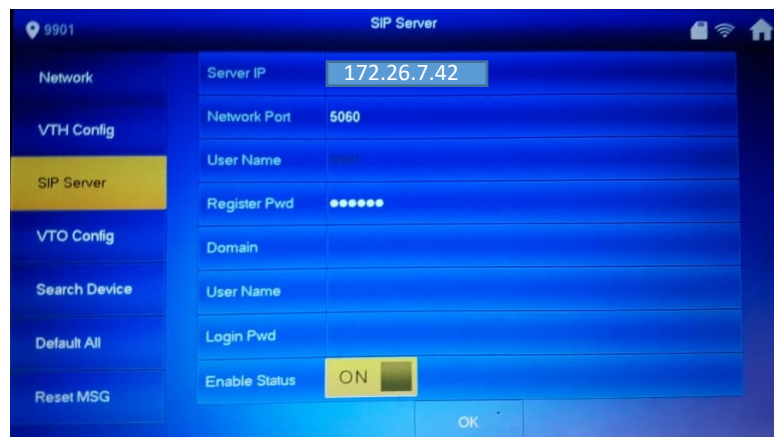 9901
SIP Server
Network
VTH Config
SIP Server
VTO Config
Search Device
Default All
Reset MSG
Server IP 172.26.7.42
Network Port 5060
User Name
Register Pwd ●●●●●●
Domain
User Name
Login Pwd
Enable Status ON
OK